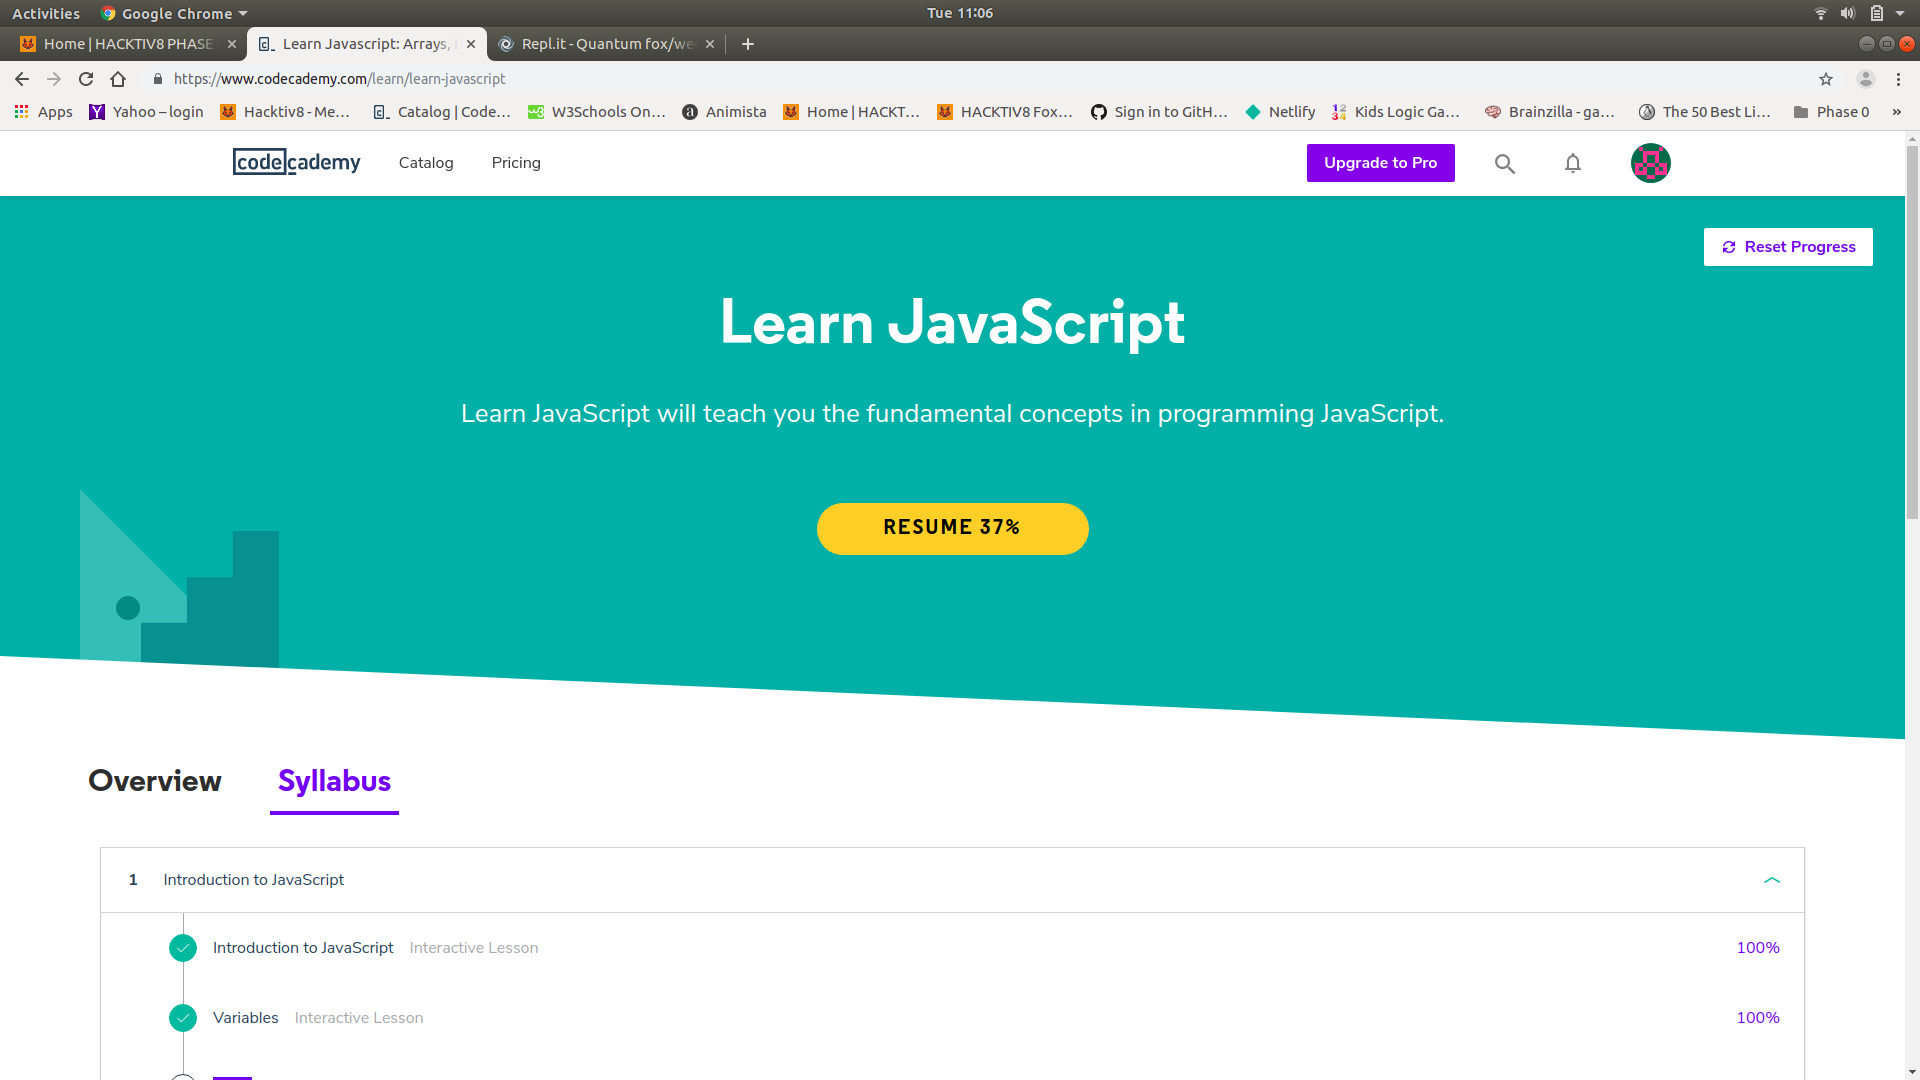 Activities Google Chrome Tue 11:06
Home | HACKTIV8 PHASE Learn Javascript: Arrays, Repl.it - Quantum fox/we
https://www.codecademy.com/learn/learn-javascript
Apps Yahoo – login Hacktiv8 - Me... Catalog | Code... W3Schools On... Animista Home | HACKT... HACKTIV8 Fox... Sign in to GitH... Netlify Kids Logic Ga... Brainzilla - ga... The 50 Best Li... Phase 0 »
codecademy Catalog Pricing Upgrade to Pro
Reset Progress
Learn JavaScript
Learn JavaScript will teach you the fundamental concepts in programming JavaScript.
RESUME 37%
Overview Syllabus
1 Introduction to JavaScript
Introduction to JavaScript Interactive Lesson 100%
Variables Interactive Lesson 100%